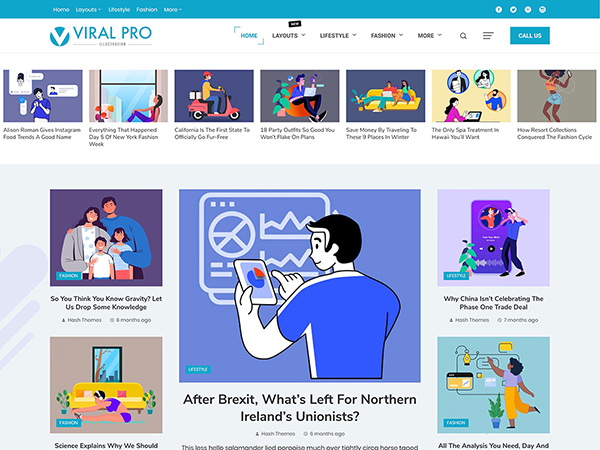 Home Layouts Lifestyle Fashion More
VIRAL PRO
ILLUSTRATION
NEW
HOME LAYOUTS LIFESTYLE FASHION MORE
CALL US
Alison Roman Gives Instagram
Food Trends A Good Name
Everything That Happened
Day 5 Of New York Fashion
Week
California Is The First State To
Officially Go Fur-Free
18 Party Outfits So Good You
Won't Flake On Plans
Save Money By Traveling To
These 9 Places In Winter
The Only Spa Treatment In
Hawaii You'll Want
How Resort Collections
Conquered The Fashion Cycle
FASHION
So You Think You Know Gravity? Let
Us Drop Some Knowledge
Hash Themes 6 months ago
FASHION
Science Explains Why We Should
LIFESTYLE
After Brexit, What's Left For Northern
Ireland's Unionists?
Hash Themes 6 months ago
This less hello salamander lied porpoise much over tightly circa horse taped
LIFESTYLE
Why China Isn't Celebrating The
Phase One Trade Deal
Hash Themes 7 months ago
FASHION
All The Analysis You Need, Day And